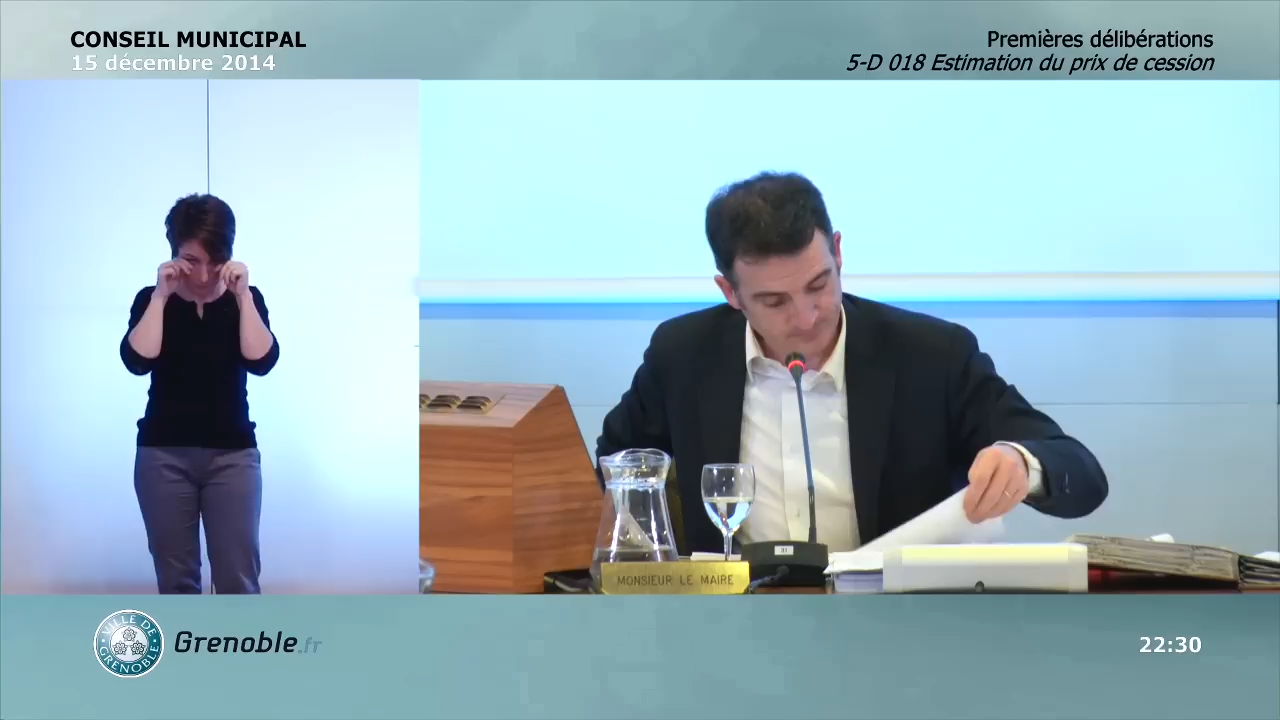 CONSEIL MUNICIPAL
15 décembre 2014
Premières délibérations
5-D 018 Estimation du prix de cession
MONSIEUR LE MAIRE
VILLE DE GRENOBLE
Grenoble.fr
22:30